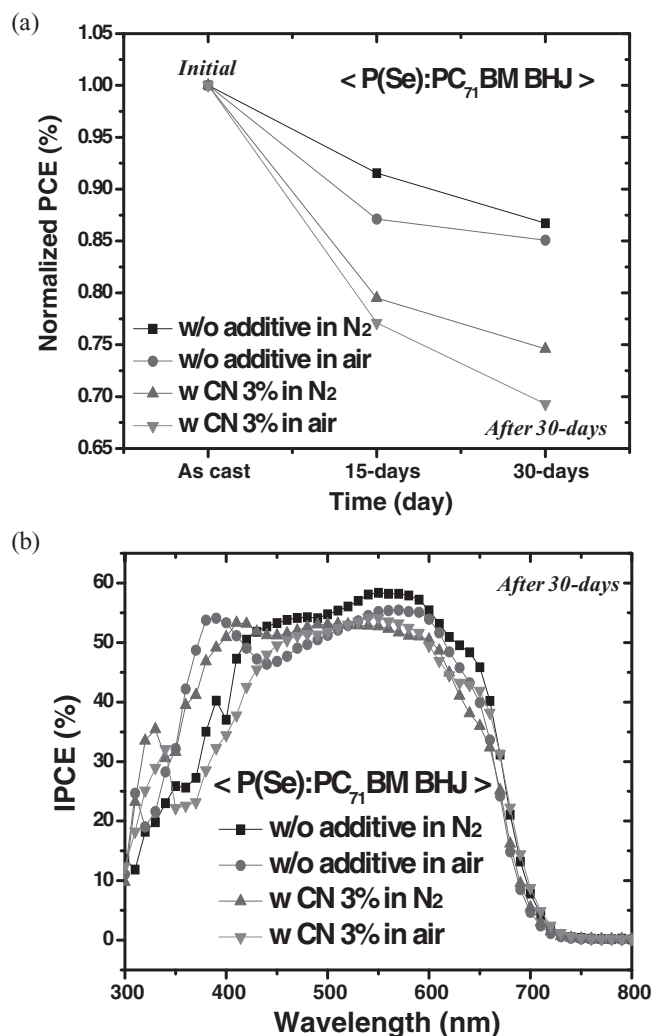 (a)
1.05
1.00
0.95
0.90
0.85
0.80
0.75
0.70
0.65
Normalized PCE (%)
Initial
< P(Se):PC71BM BHJ >
w/o additive in N2
w/o additive in air
w CN 3% in N2
w CN 3% in air
After 30-days
As cast 15-days 30-days
Time (day)
(b)
60
50
40
30
20
10
0
IPCE (%)
After 30-days
< P(Se):PC71BM BHJ >
w/o additive in N2
w/o additive in air
w CN 3% in N2
w CN 3% in air
300 400 500 600 700 800
Wavelength (nm)